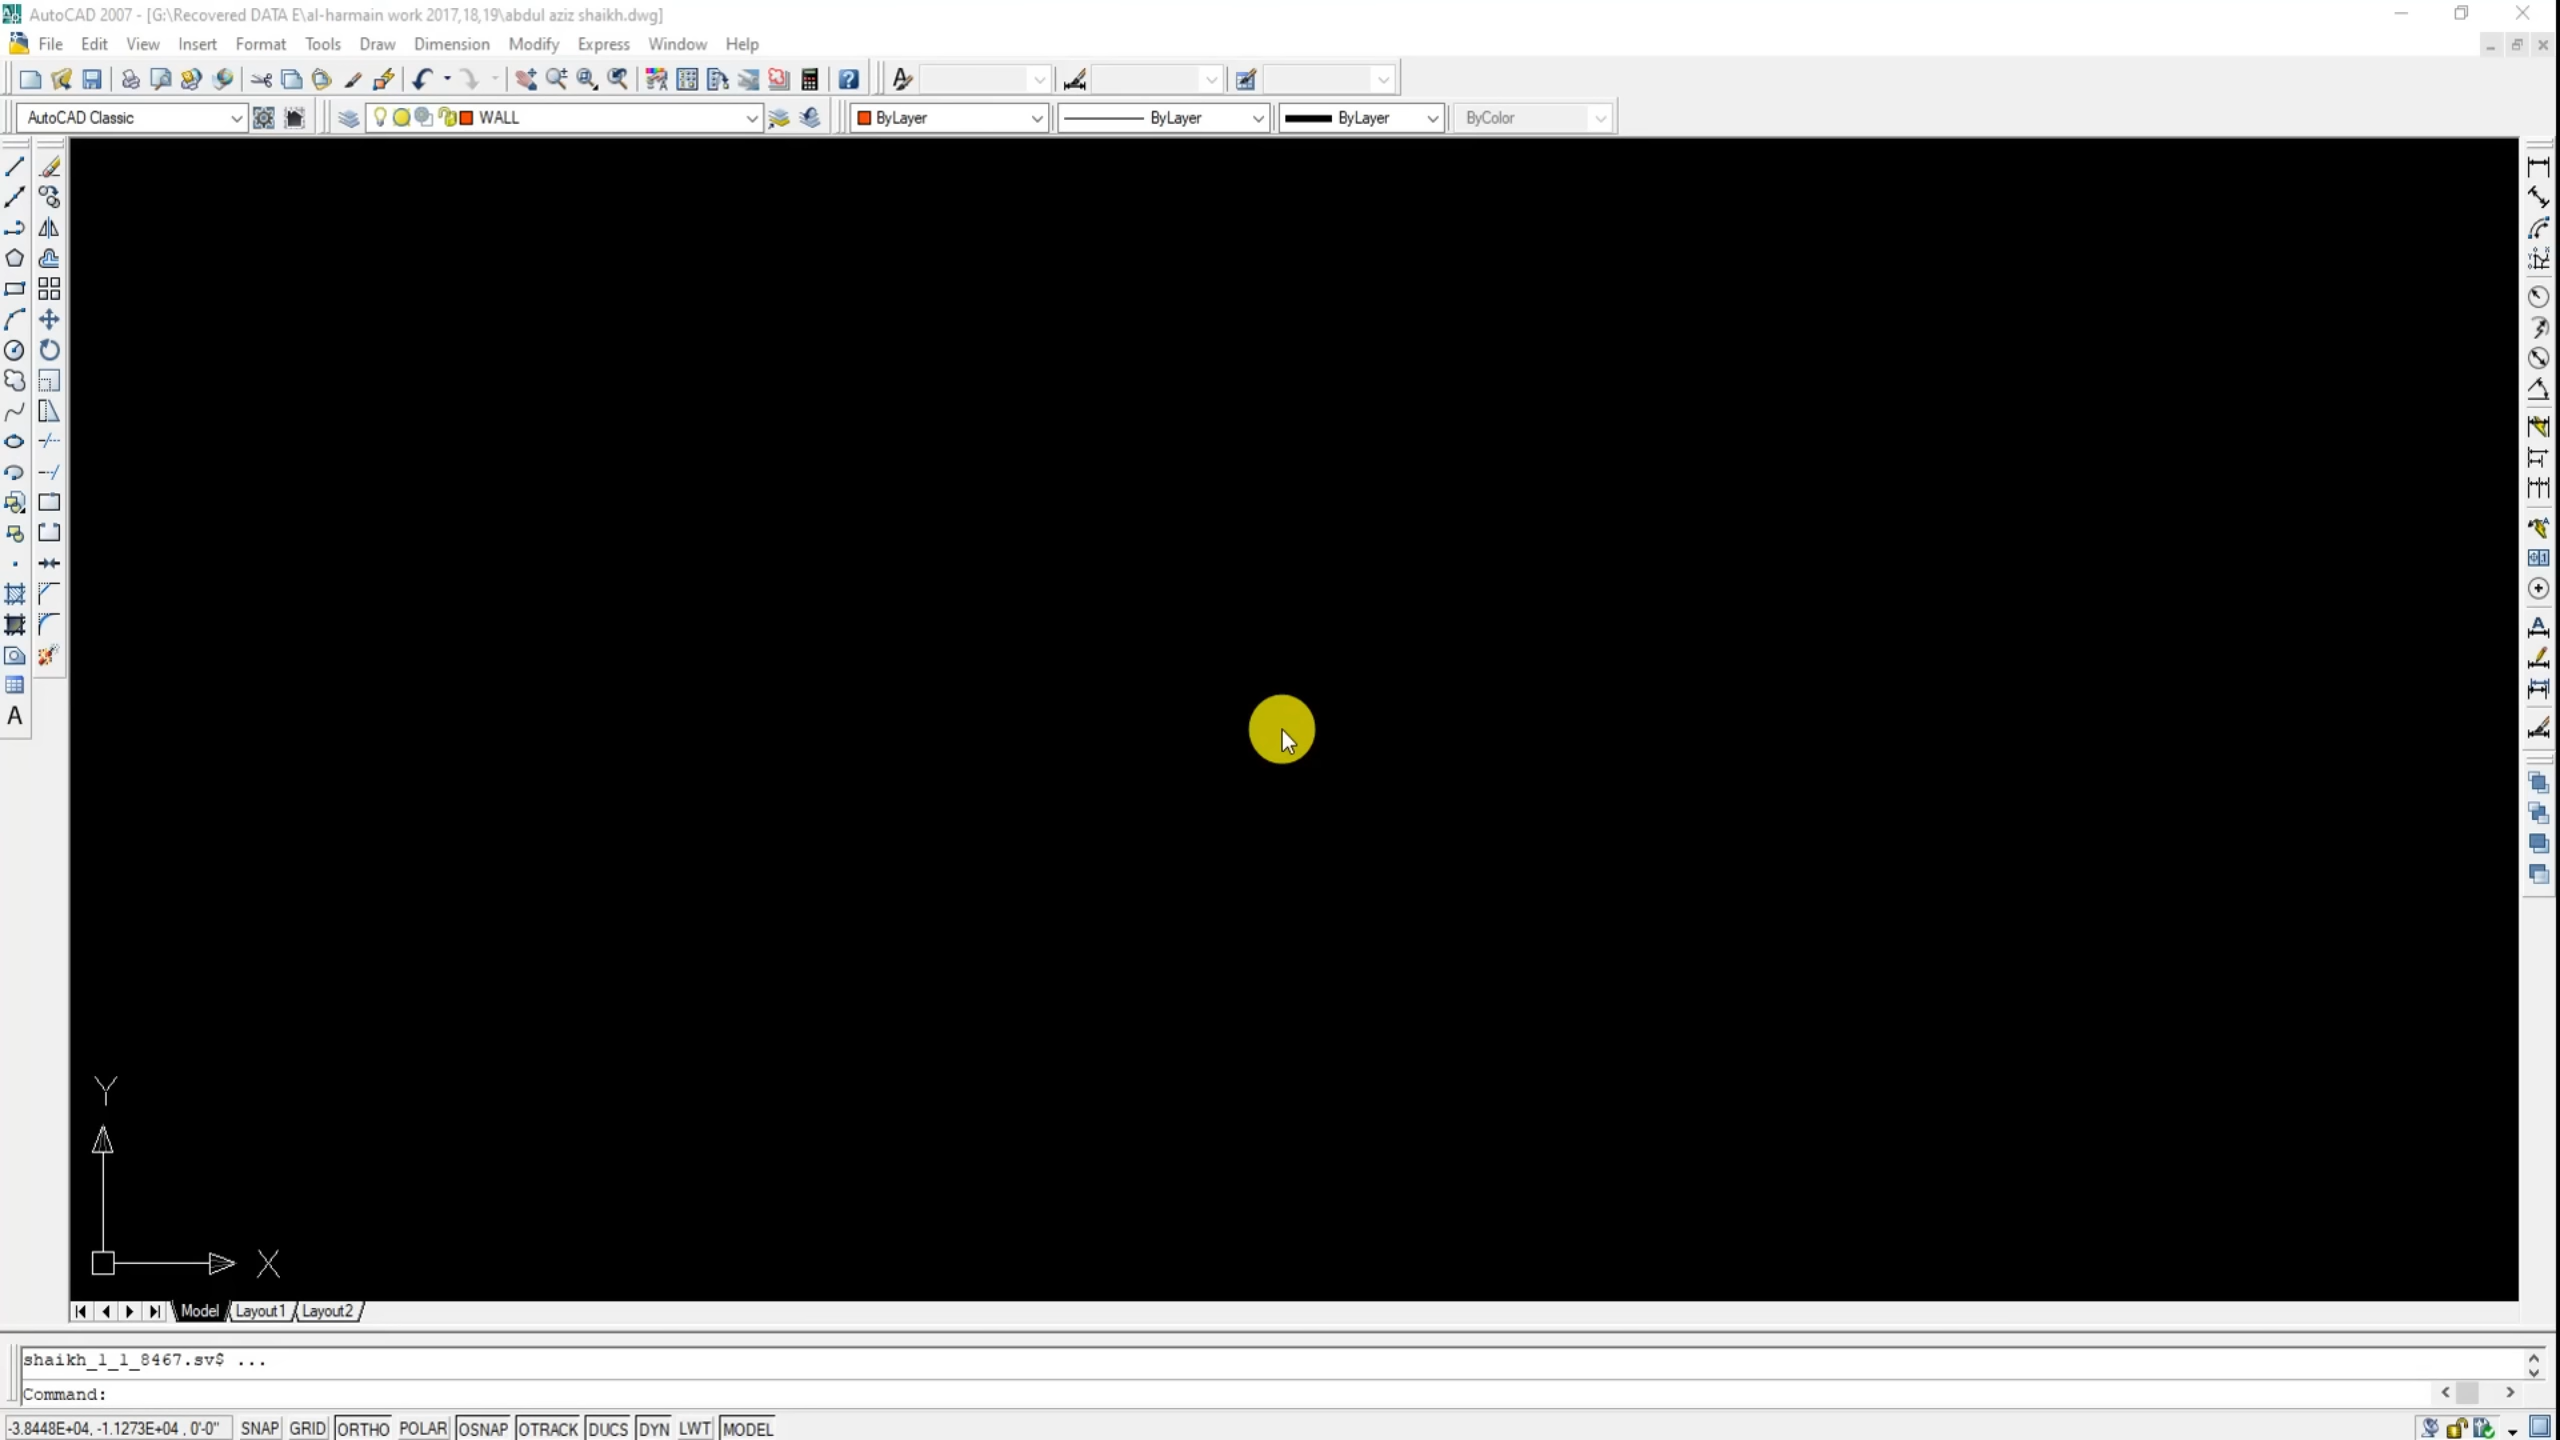 AutoCAD 2007 - [G:\Recovered DATA E\al-harmain work 2017,18,19\abdul aziz shaikh.dwg]
File Edit View Insert Format Tools Draw Dimension Modify Express Window Help
AutoCAD Classic WALL ByLayer ByLayer ByLayer ByColor
A
Y
X
Model Layout1 Layout2
shaikh_1_1_8467.sv$ ...
Command:
-3.8448E+04, -1.1273E+04 , 0'-0" SNAP GRID ORTHO POLAR OSNAP OTRACK DUCS DYN LWT MODEL